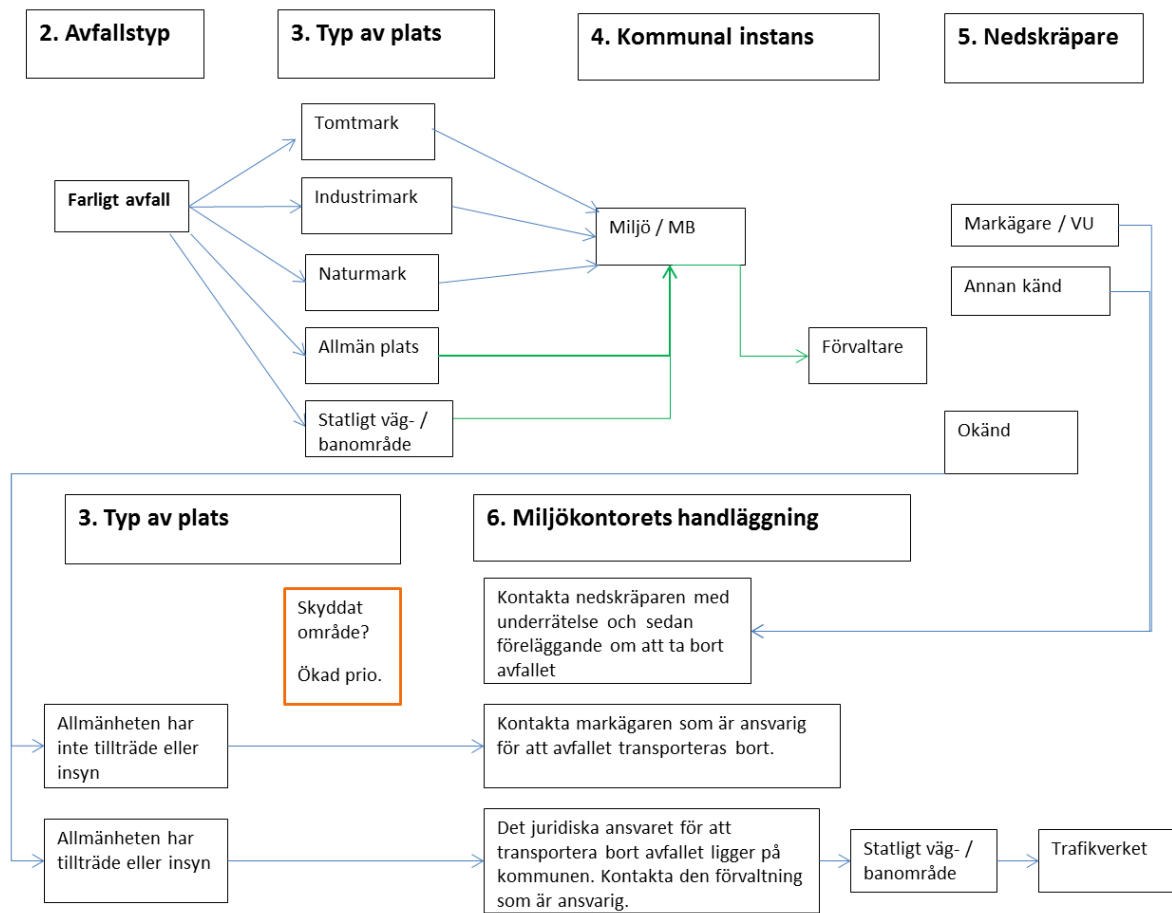 2. Avfallstyp
3. Typ av plats
4. Kommunal instans
5. Nedskräpare
Tomtmark
Farligt avfall
Industrimark
Miljö / MB
Markägare / VU
Naturmark
Annan känd
Allmän plats
Förvaltare
Statligt väg- /
banområde
Okänd
3. Typ av plats
6. Miljökontorets handläggning
Skyddat
område?
Ökad prio.
Kontakta nedskräparen med
underrätelse och sedan
föreläggande om att ta bort
avfallet
Allmänheten har
inte tillträde eller
insyn
Kontakta markägaren som är ansvarig
för att avfallet transporteras bort.
Allmänheten har
tillträde eller insyn
Det juridiska ansvaret för att
transportera bort avfallet ligger på
kommunen. Kontakta den förvaltning
som är ansvarig.
Statligt väg- /
banområde
Trafikverket